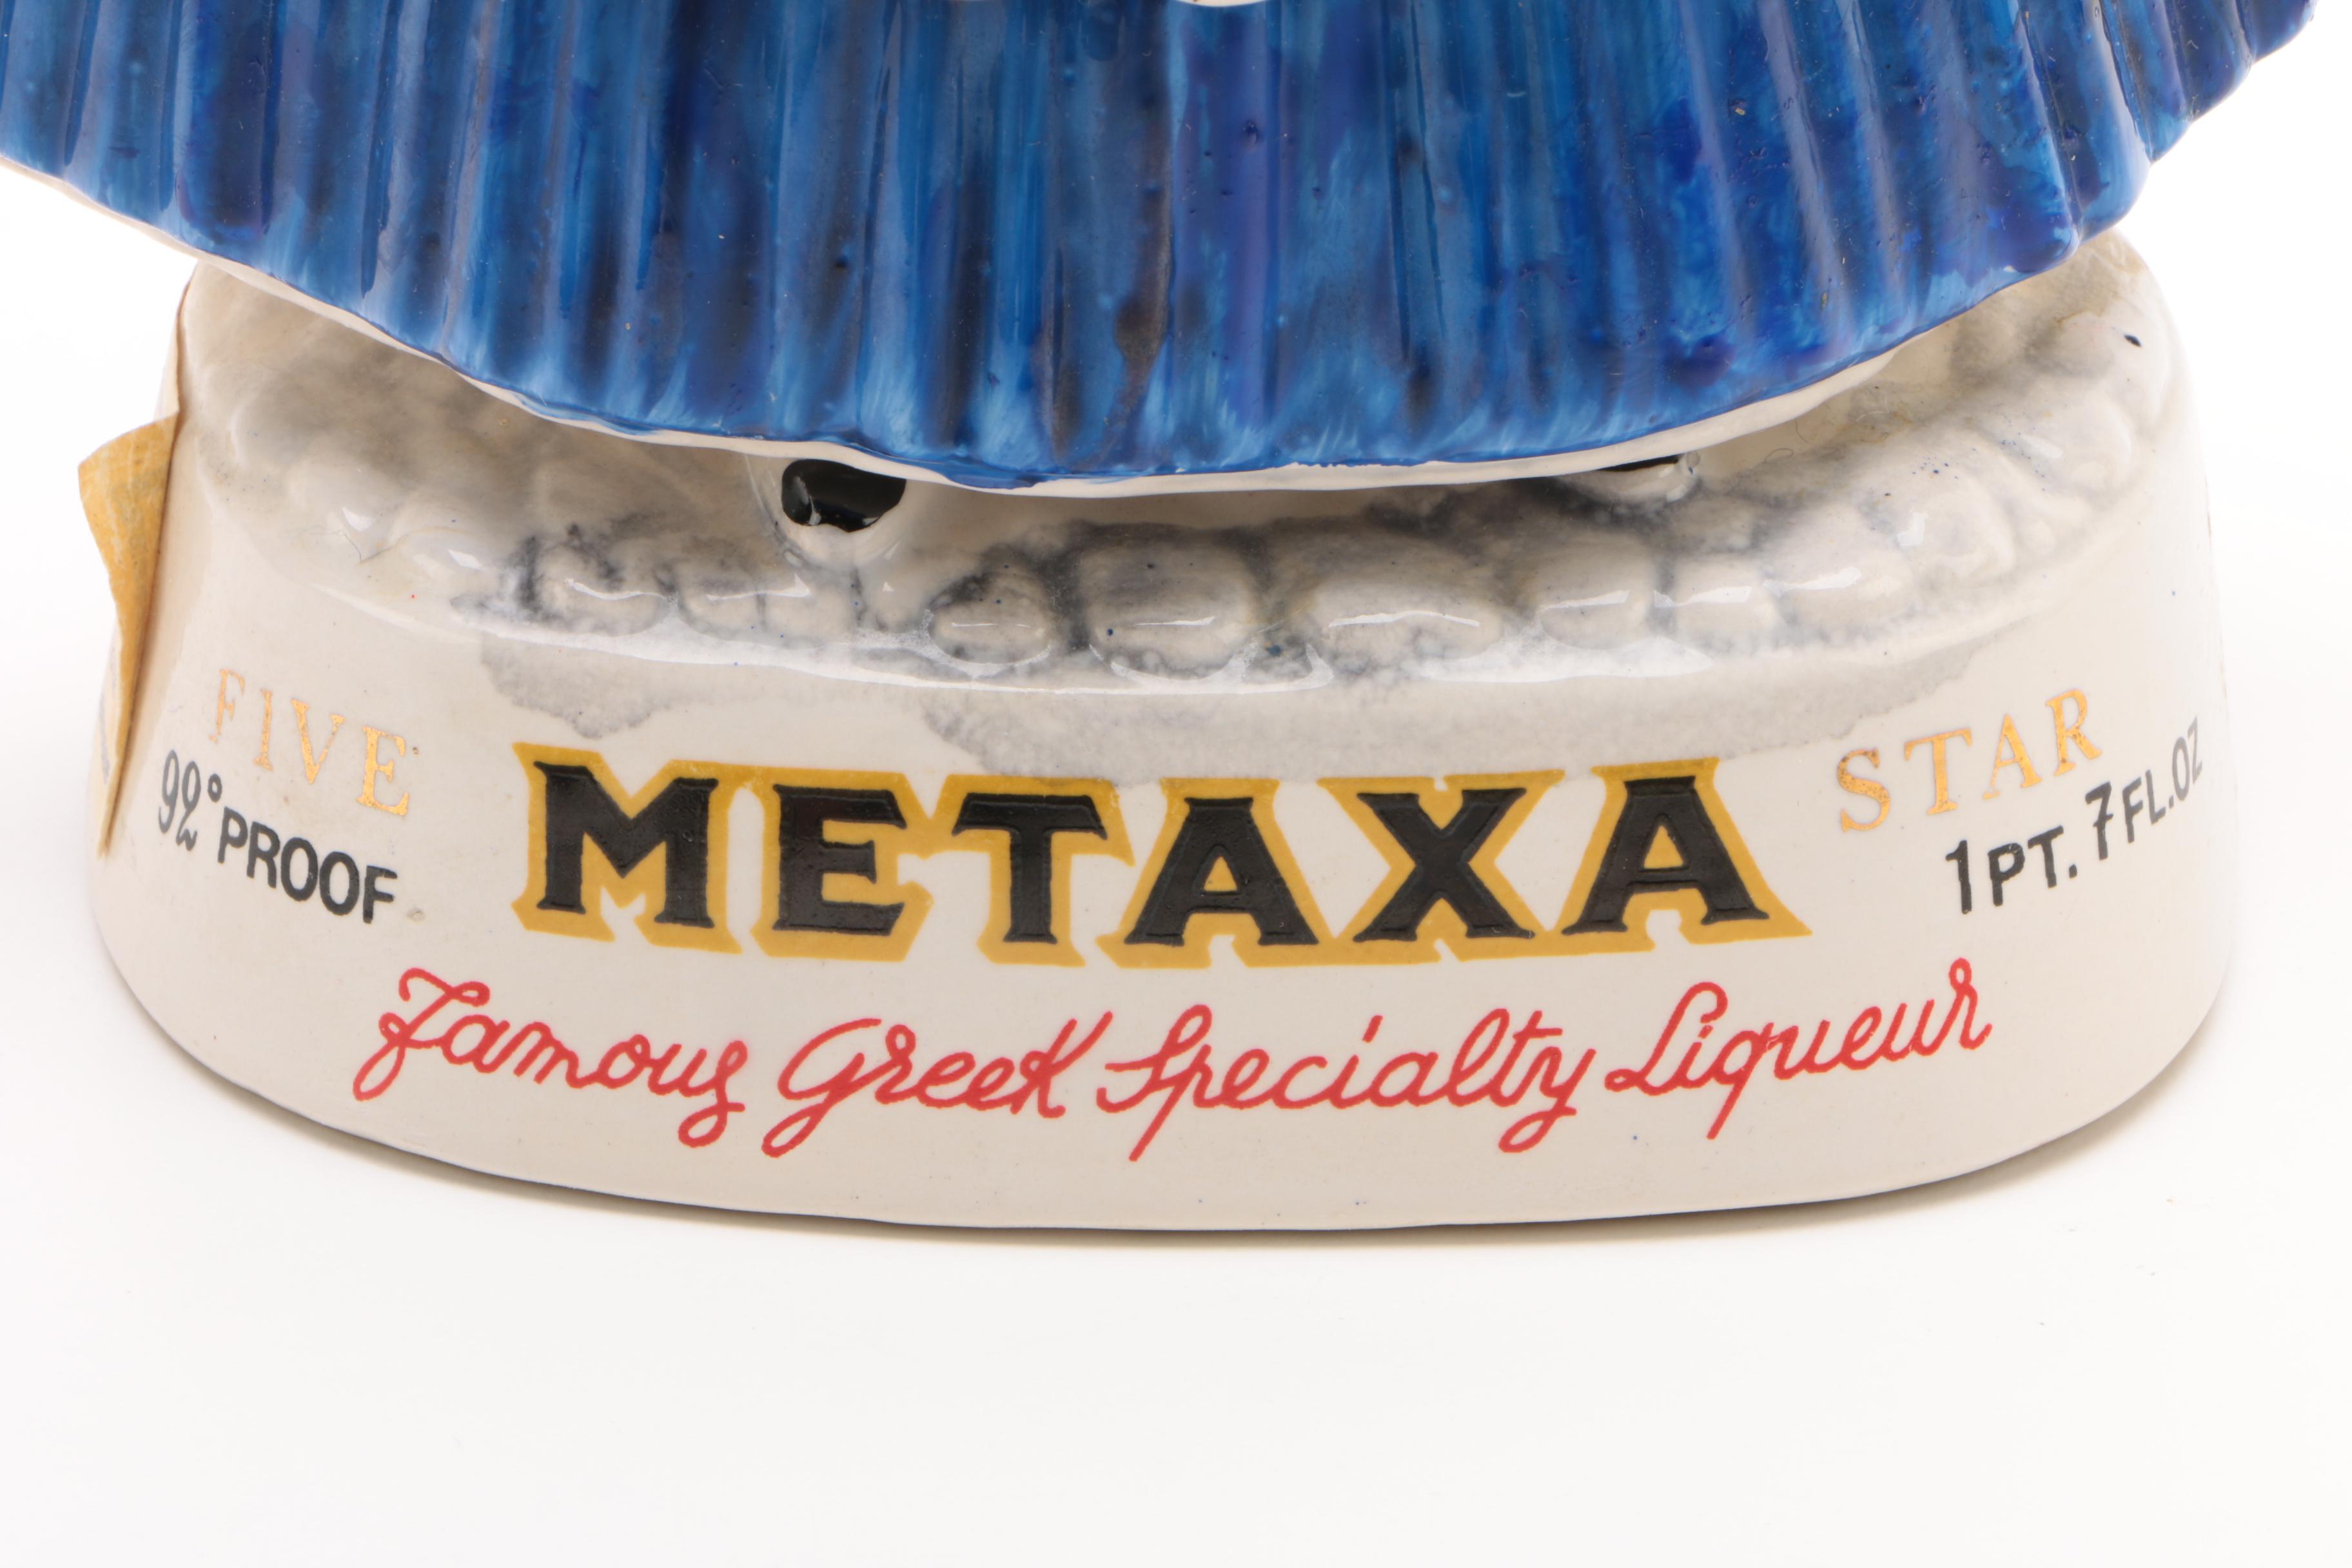 FIVE METAXA STAR
92° PROOF 1 PT. 7 FL.OZ
Famous Greek Specialty Liqueur